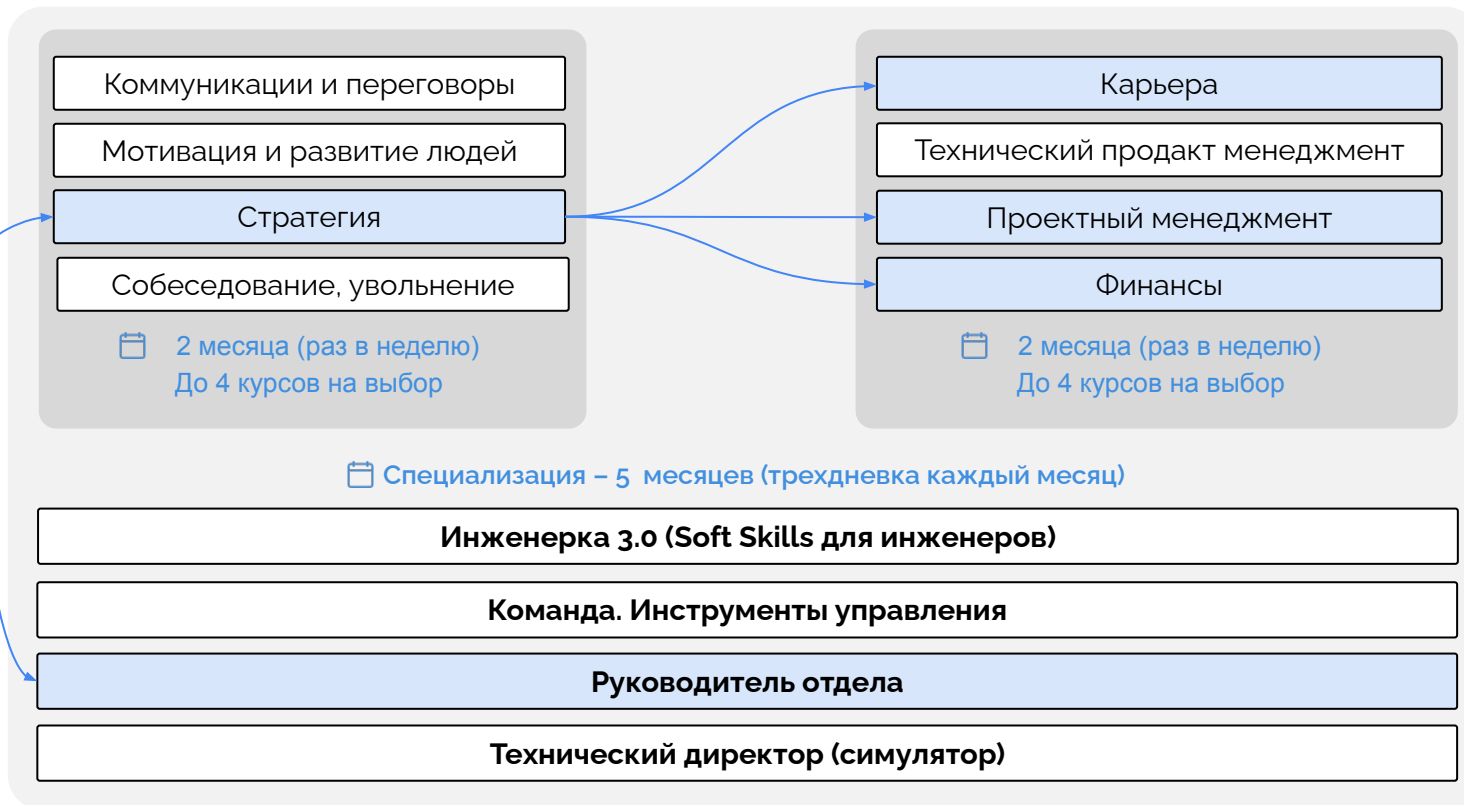 Коммуникации и переговоры
Мотивация и развитие людей
Стратегия
Собеседование, увольнение
2 месяца (раз в неделю)
До 4 курсов на выбор
Карьера
Технический продакт менеджмент
Проектный менеджмент
Финансы
2 месяца (раз в неделю)
До 4 курсов на выбор
Специализация – 5 месяцев (трехдневка каждый месяц)
Инженерка 3.0 (Soft Skills для инженеров)
Команда. Инструменты управления
Руководитель отдела
Технический директор (симулятор)